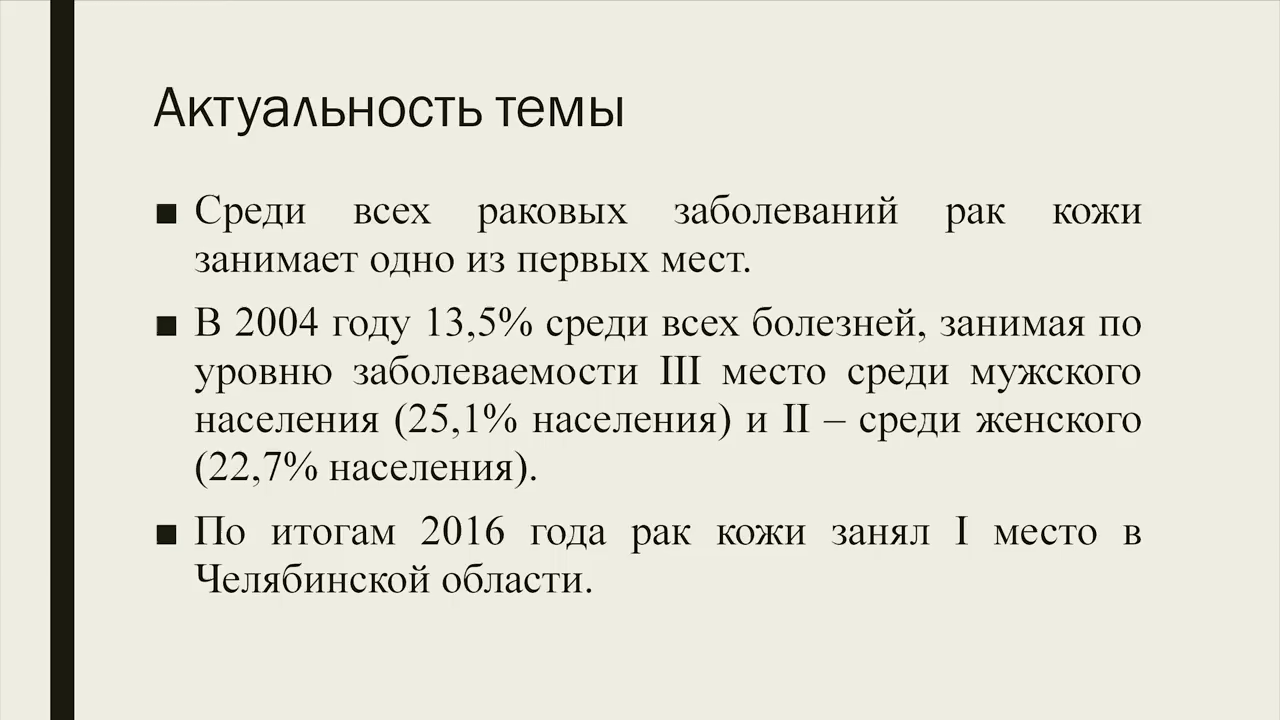 Актуальность темы
■ Среди всех раковых заболеваний рак кожи
занимает одно из первых мест.
■ В 2004 году 13,5% среди всех болезней, занимая по
уровню заболеваемости III место среди мужского
населения (25,1% населения) и II – среди женского
(22,7% населения).
■ По итогам 2016 года рак кожи занял I место в
Челябинской области.